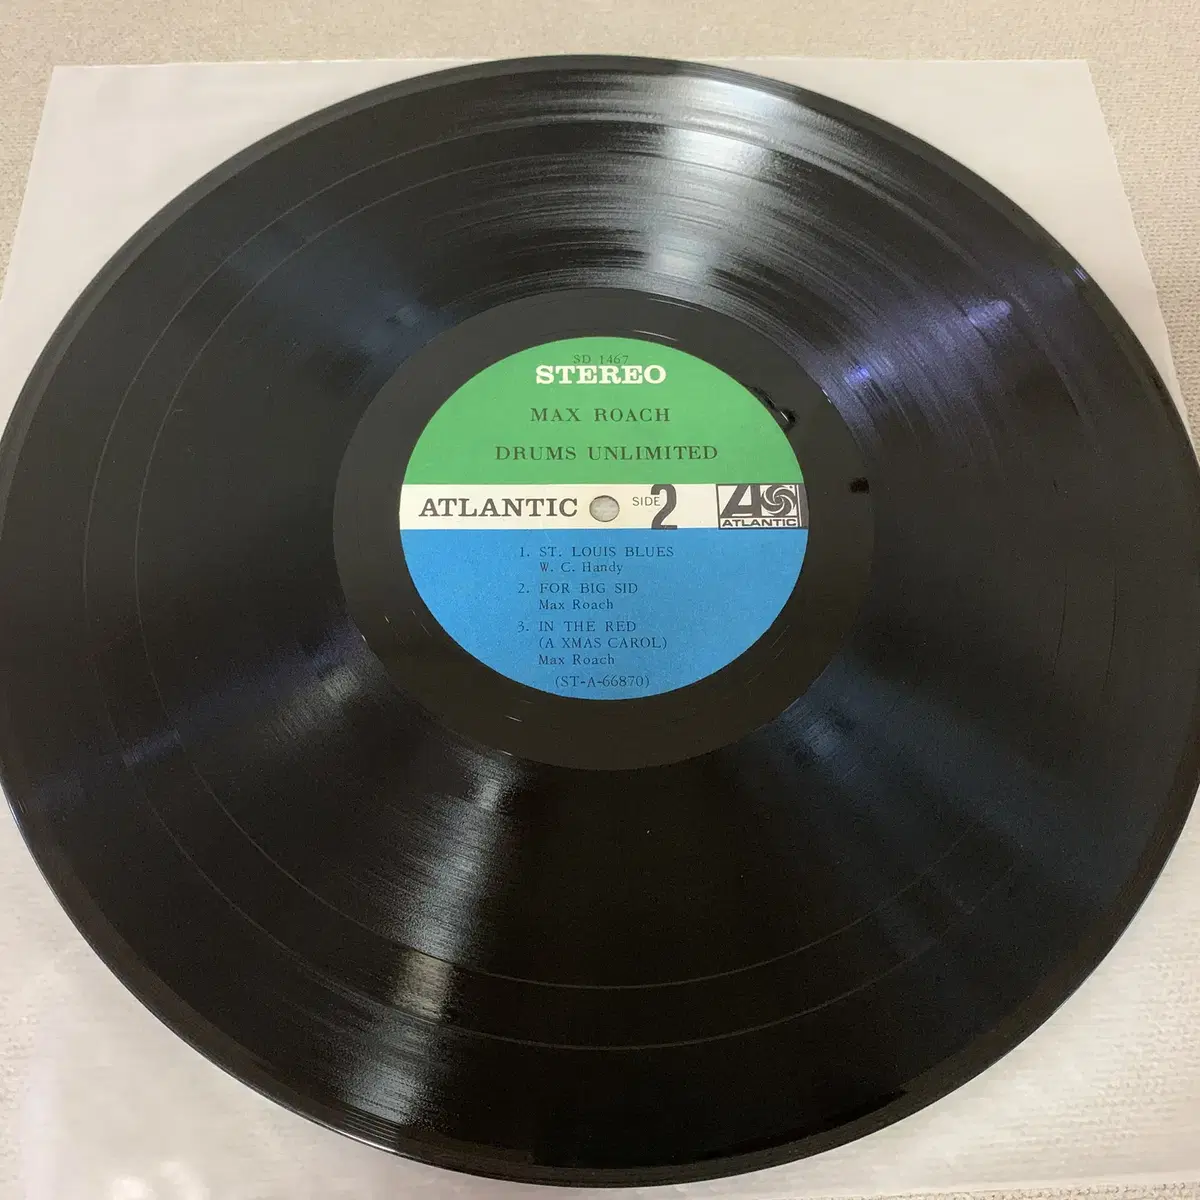 SD 1467
STEREO
MAX ROACH
DRUMS UNLIMITED
ATLANTIC SIDE 2 ATLANTIC
1. ST. LOUIS BLUES
W. C. Handy
2. FOR BIG SID
Max Roach
3. IN THE RED
(A XMAS CAROL)
Max Roach
(ST-A-66870)